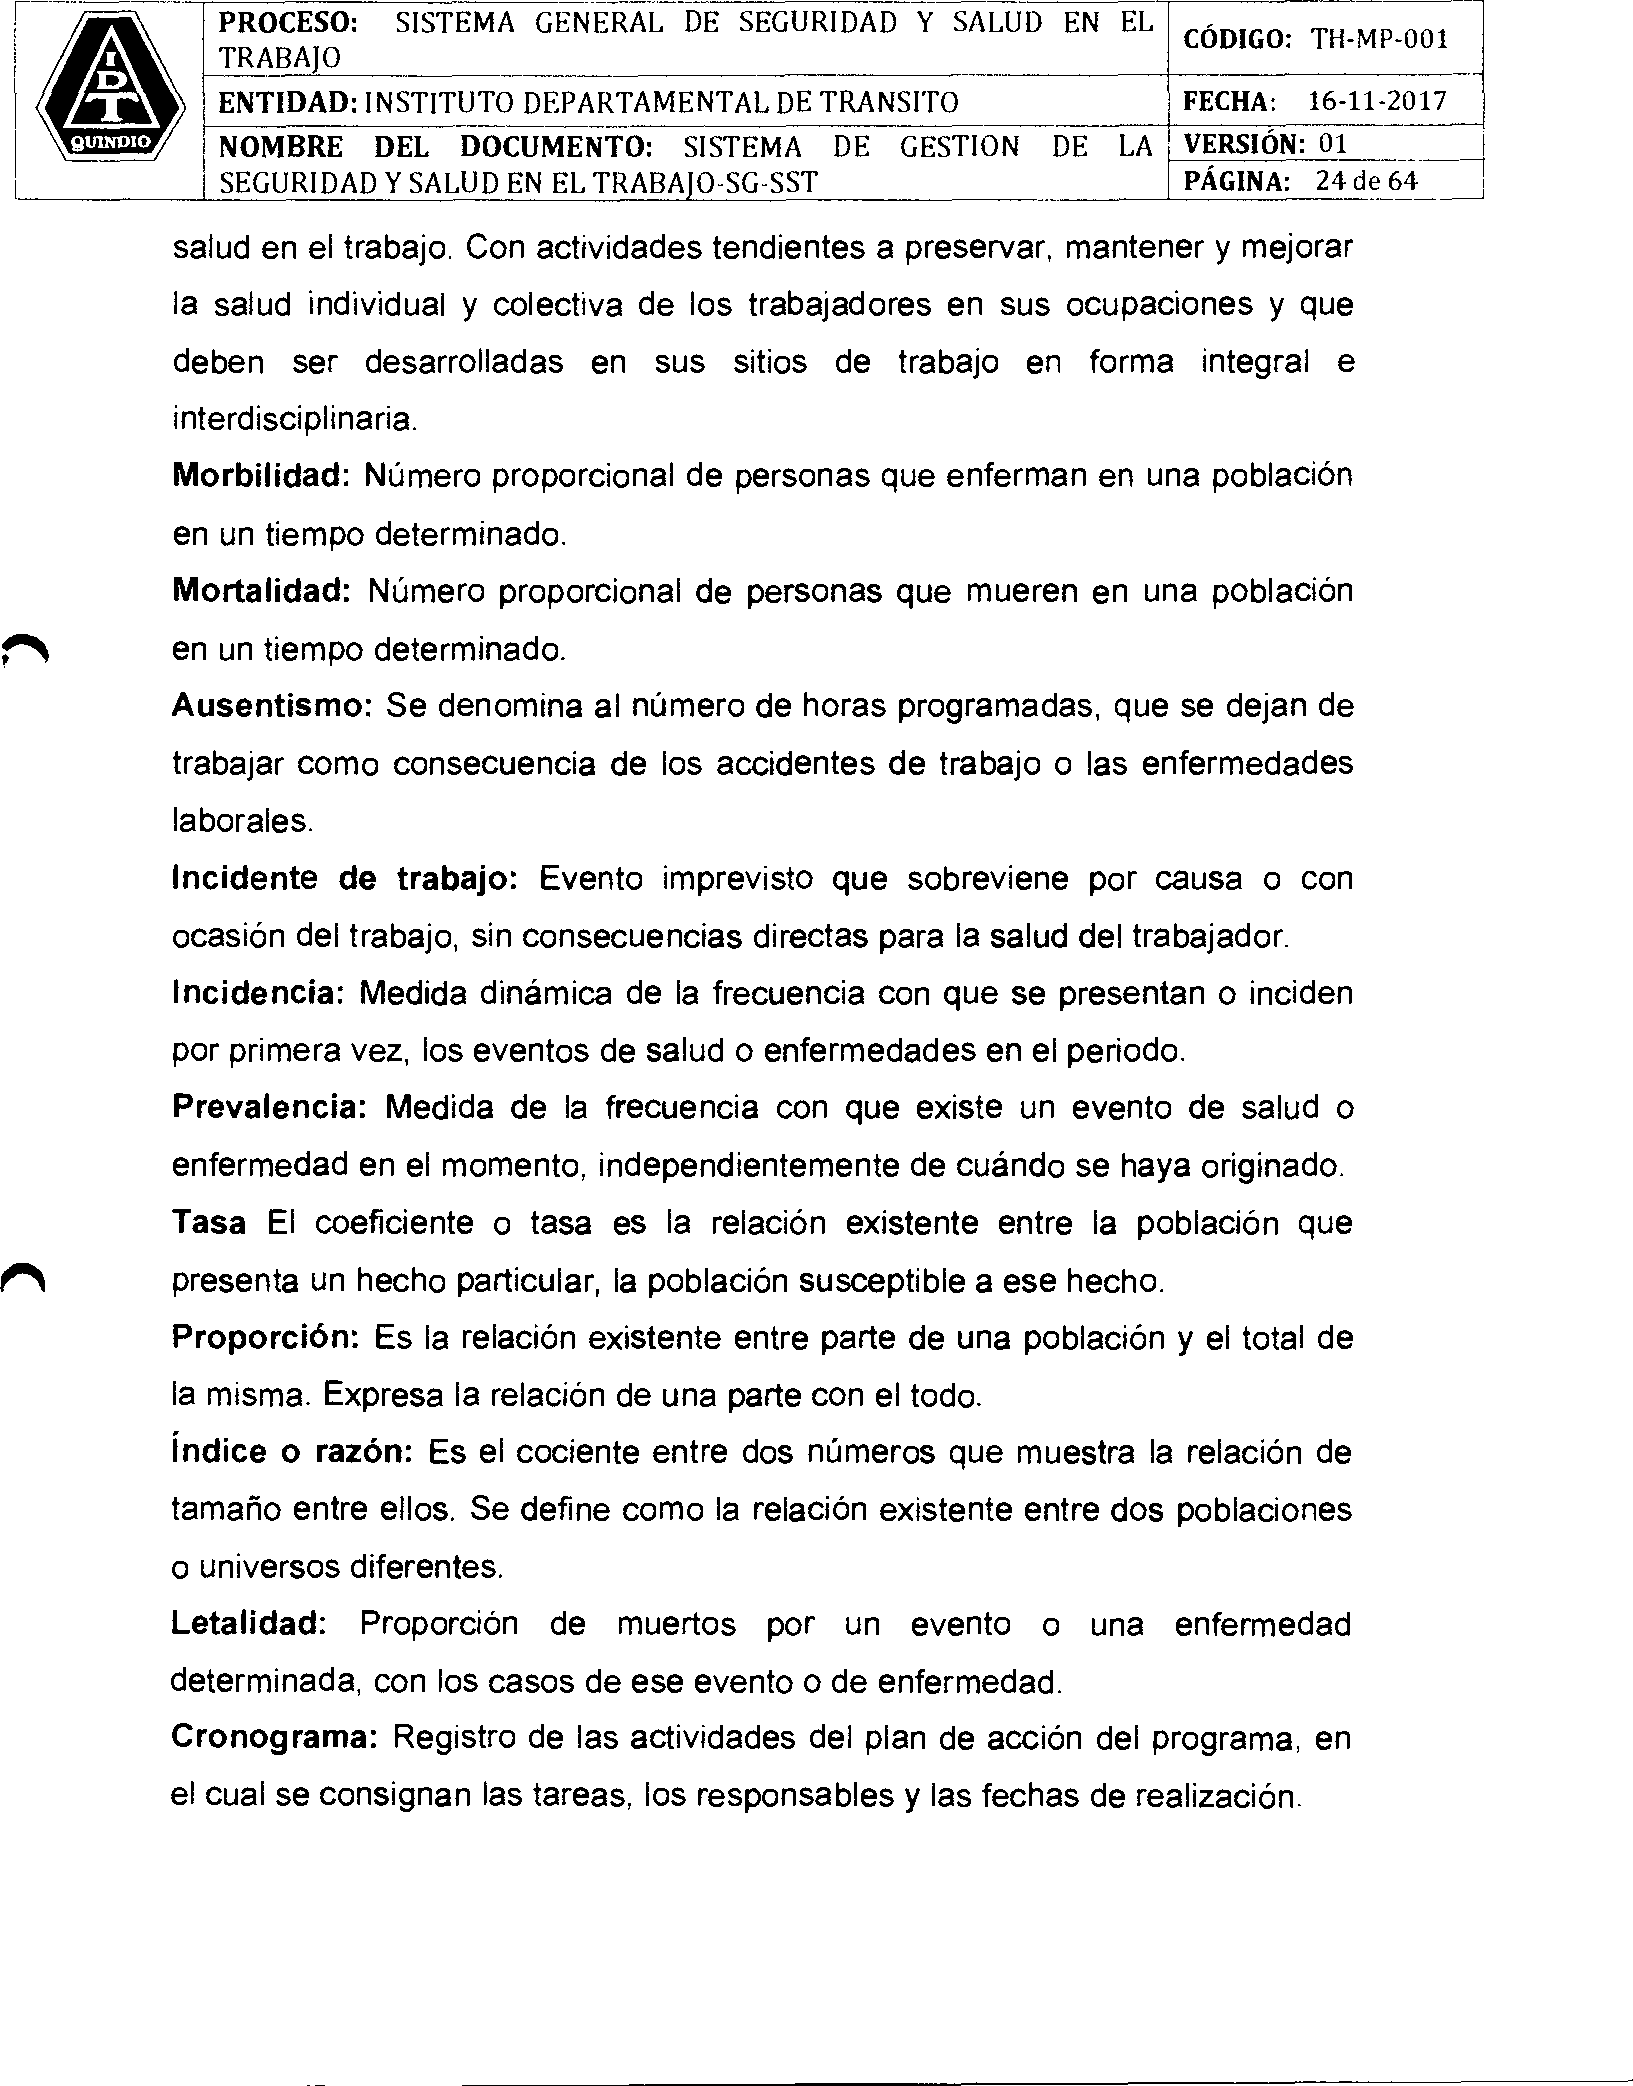 IDT
QUINDIO
PROCESO: SISTEMA GENERAL DE SEGURIDAD Y SALUD EN EL
TRABAJO
CÓDIGO: TH-MP-001
ENTIDAD: INSTITUTO DEPARTAMENTAL DE TRANSITO
FECHA: 16-11-2017
NOMBRE DEL DOCUMENTO: SISTEMA DE GESTION DE LA
SEGURIDAD Y SALUD EN EL TRABAJO-SG-SST
VERSIÓN: 01
PÁGINA: 24 de 64
salud en el trabajo. Con actividades tendientes a preservar, mantener y mejorar
la salud individual y colectiva de los trabajadores en sus ocupaciones y que
deben ser desarrolladas en sus sitios de trabajo en forma integral e
interdisciplinaria.
Morbilidad: Número proporcional de personas que enferman en una población
en un tiempo determinado.
Mortalidad: Número proporcional de personas que mueren en una población
en un tiempo determinado.
Ausentismo: Se denomina al número de horas programadas, que se dejan de
trabajar como consecuencia de los accidentes de trabajo o las enfermedades
laborales.
Incidente de trabajo: Evento imprevisto que sobreviene por causa o con
ocasión del trabajo, sin consecuencias directas para la salud del trabajador.
Incidencia: Medida dinámica de la frecuencia con que se presentan o inciden
por primera vez, los eventos de salud o enfermedades en el periodo.
Prevalencia: Medida de la frecuencia con que existe un evento de salud o
enfermedad en el momento, independientemente de cuándo se haya originado.
Tasa El coeficiente o tasa es la relación existente entre la población que
presenta un hecho particular, la población susceptible a ese hecho.
Proporción: Es la relación existente entre parte de una población y el total de
la misma. Expresa la relación de una parte con el todo.
Índice o razón: Es el cociente entre dos números que muestra la relación de
tamaño entre ellos. Se define como la relación existente entre dos poblaciones
o universos diferentes.
Letalidad: Proporción de muertos por un evento o una enfermedad
determinada, con los casos de ese evento o de enfermedad.
Cronograma: Registro de las actividades del plan de acción del programa, en
el cual se consignan las tareas, los responsables y las fechas de realización.